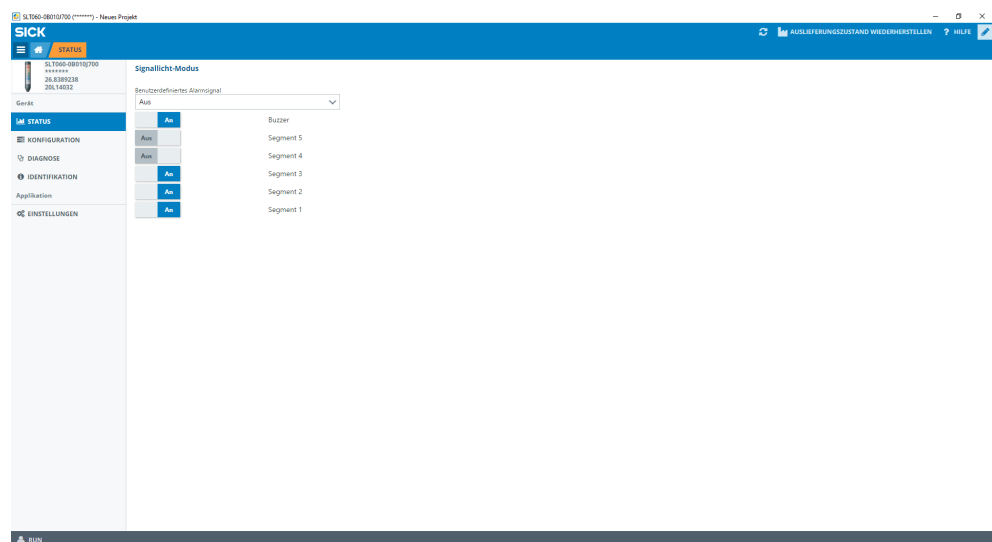 SLT060-0B010J700 (*******) - Neues Projekt
SICK
AUSLIEFERUNGSZUSTAND WIEDERHERSTELLEN
? HILFE
STATUS
SLT060-0B010J700
*******
26.8389238
20L14032
Gerät
STATUS
KONFIGURATION
DIAGNOSE
IDENTIFIKATION
Applikation
EINSTELLUNGEN
Signallicht-Modus
Benutzerdefiniertes Alarmsignal
Aus
An Buzzer
Aus Segment 5
Aus Segment 4
An Segment 3
An Segment 2
An Segment 1
RUN